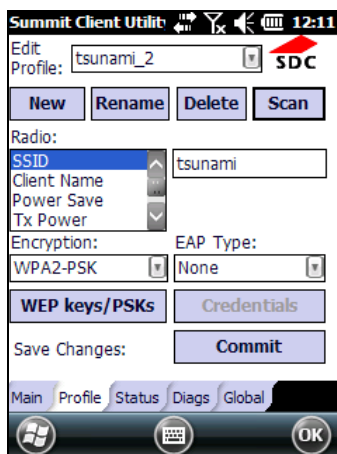 Summit Client Utility 12:11
Edit Profile: tsunami_2 SDC
New Rename Delete Scan
Radio:
SSID tsunami
Client Name
Power Save
Tx Power
Encryption: EAP Type:
WPA2-PSK None
WEP keys/PSKs Credentials
Save Changes: Commit
Main Profile Status Diags Global
OK